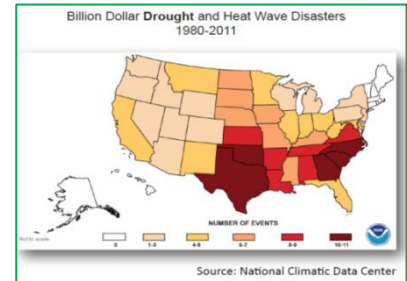 Billion Dollar Drought and Heat Wave Disasters
1980-2011
NUMBER OF EVENTS
0 1-3 4-5 6-7 8-9 10-11
Source: National Climatic Data Center